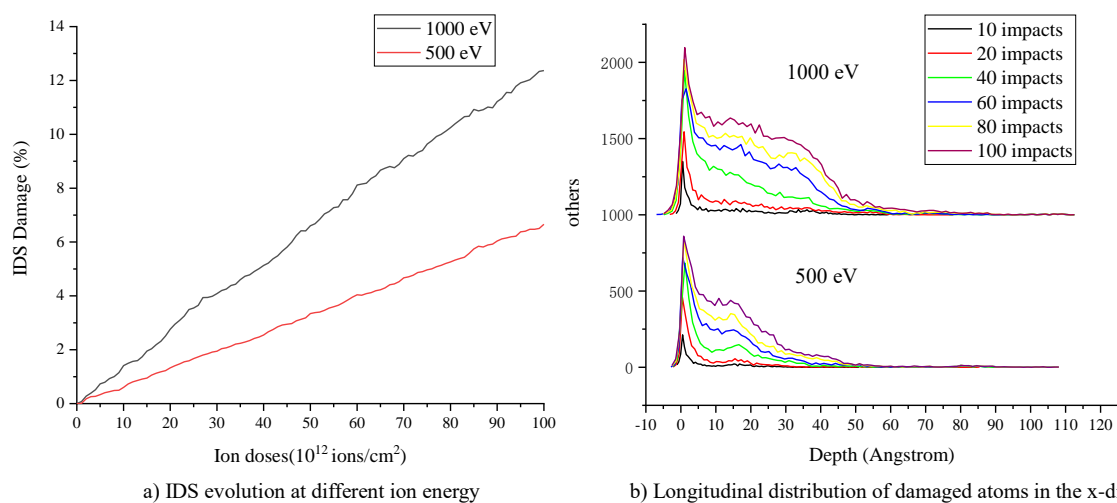 14
12
10
8
6
4
2
0
IDS Damage (%)
1000 eV
500 eV
0 10 20 30 40 50 60 70 80 90 100
Ion doses(10¹² ions/cm²)
a) IDS evolution at different ion energy
2000
1500
1000
500
0
others
1000 eV
500 eV
10 impacts
20 impacts
40 impacts
60 impacts
80 impacts
100 impacts
-10 0 10 20 30 40 50 60 70 80 90 100 110 120
Depth (Angstrom)
b) Longitudinal distribution of damaged atoms in the x-d